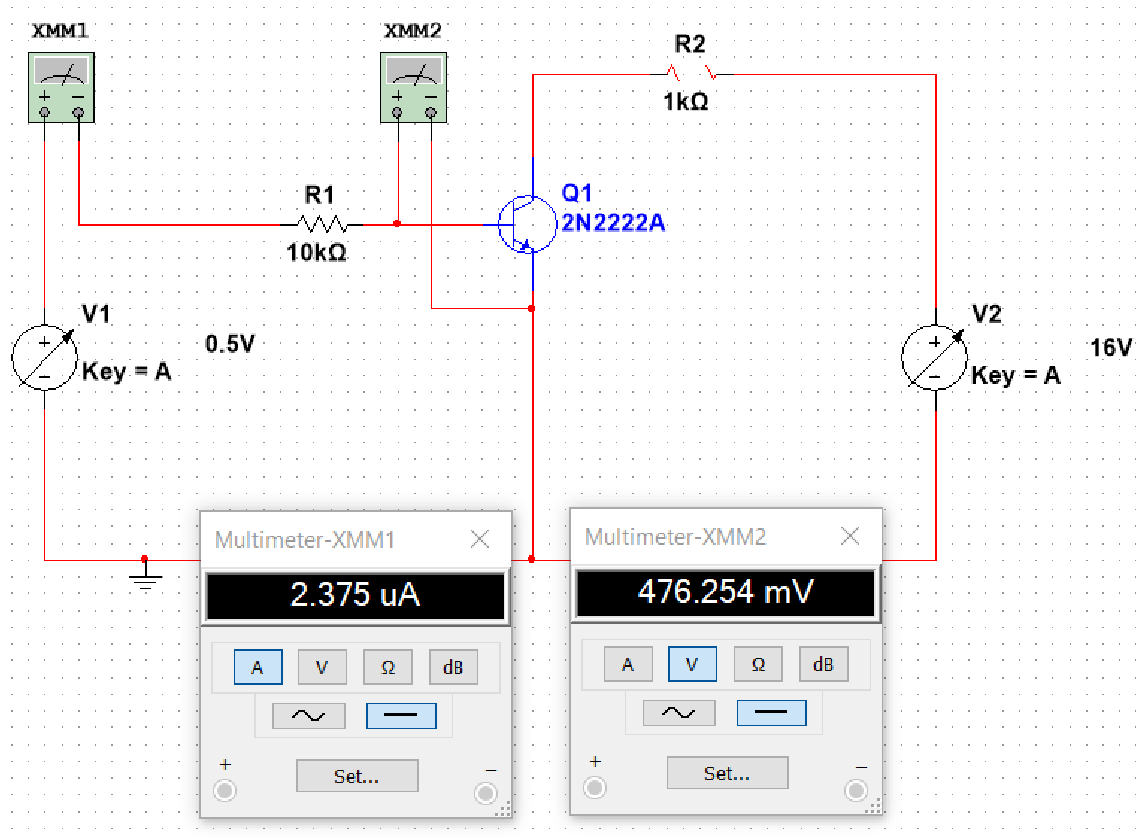 XMM1
XMM2
R2
1kΩ
+ −
+ −
R1
10kΩ
Q1
2N2222A
V1
+
−
Key = A
0.5V
V2
+
−
Key = A
16V
Multimeter-XMM1
2.375 uA
A V Ω dB
+
Set...
−
Multimeter-XMM2
476.254 mV
A V Ω dB
+
Set...
−